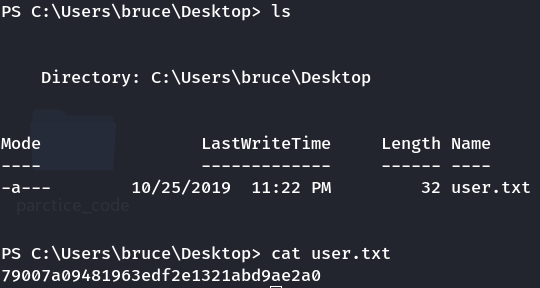 PS C:\Users\bruce\Desktop> ls
Directory: C:\Users\bruce\Desktop
Mode LastWriteTime Length Name
---- ------------- ------ ----
-a--- 10/25/2019 11:22 PM 32 user.txt
parctice_code
PS C:\Users\bruce\Desktop> cat user.txt
79007a09481963edf2e1321abd9ae2a0